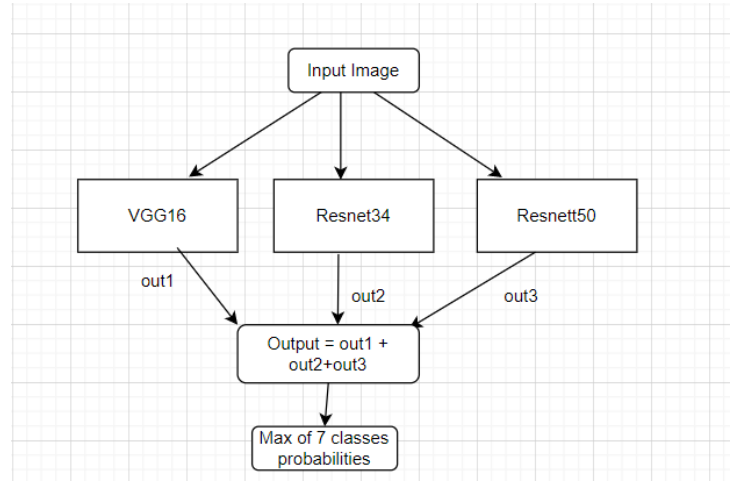 Input Image
VGG16
Resnet34
Resnett50
out1
out2
out3
Output = out1 +
out2+out3
Max of 7 classes
probabilities